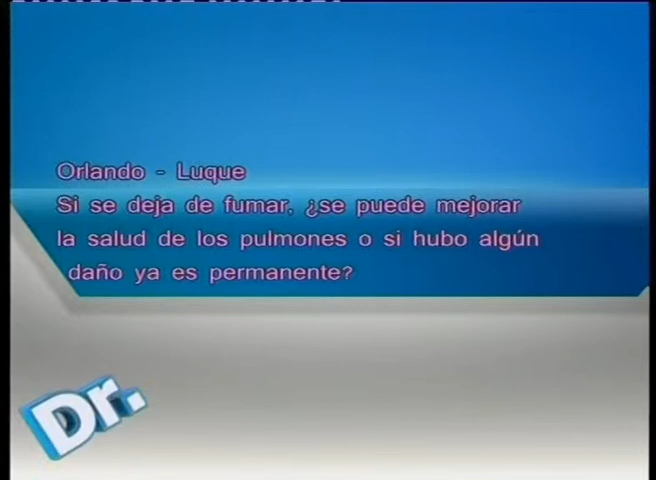 Orlando - Luque
Si se deja de fumar, ¿se puede mejorar
la salud de los pulmones o si hubo algún
daño ya es permanente?
Dr.